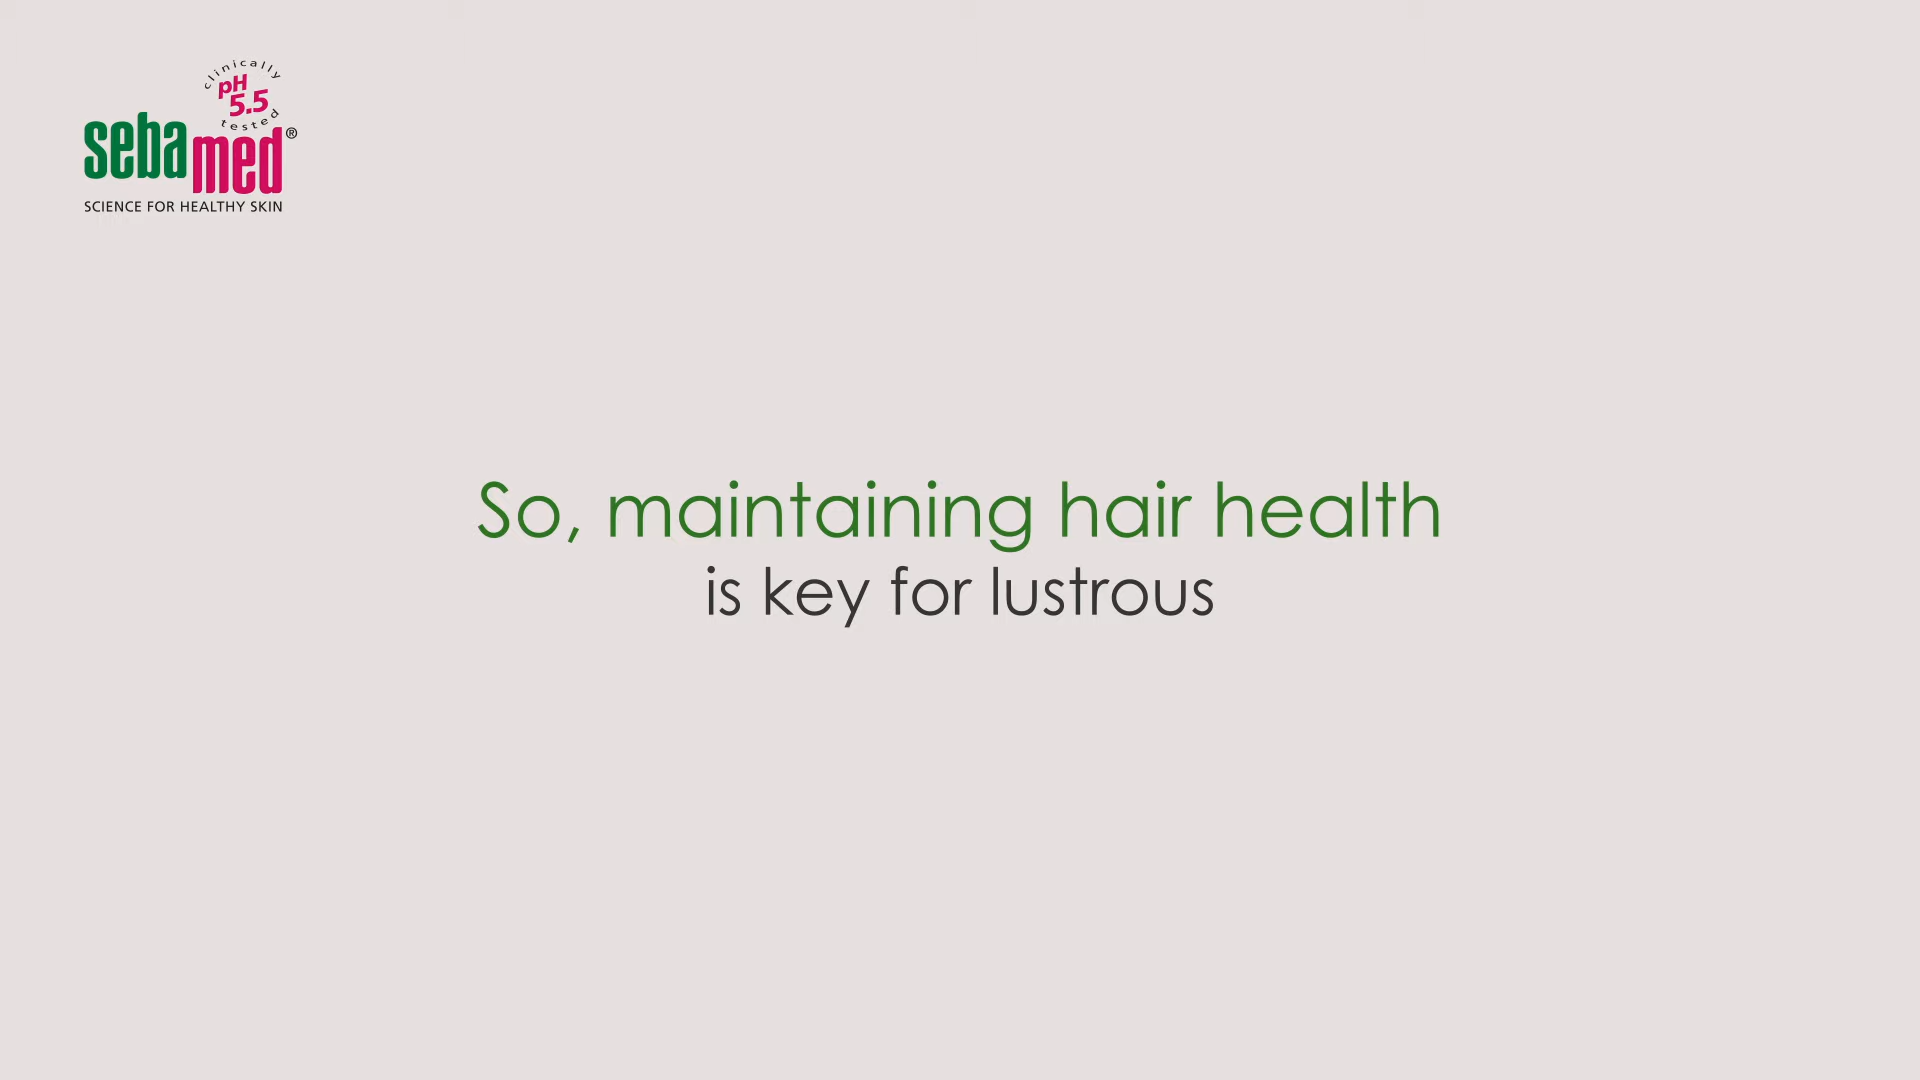 clinically
pH
5.5
tested
sebamed®
SCIENCE FOR HEALTHY SKIN
So, maintaining hair health
is key for lustrous